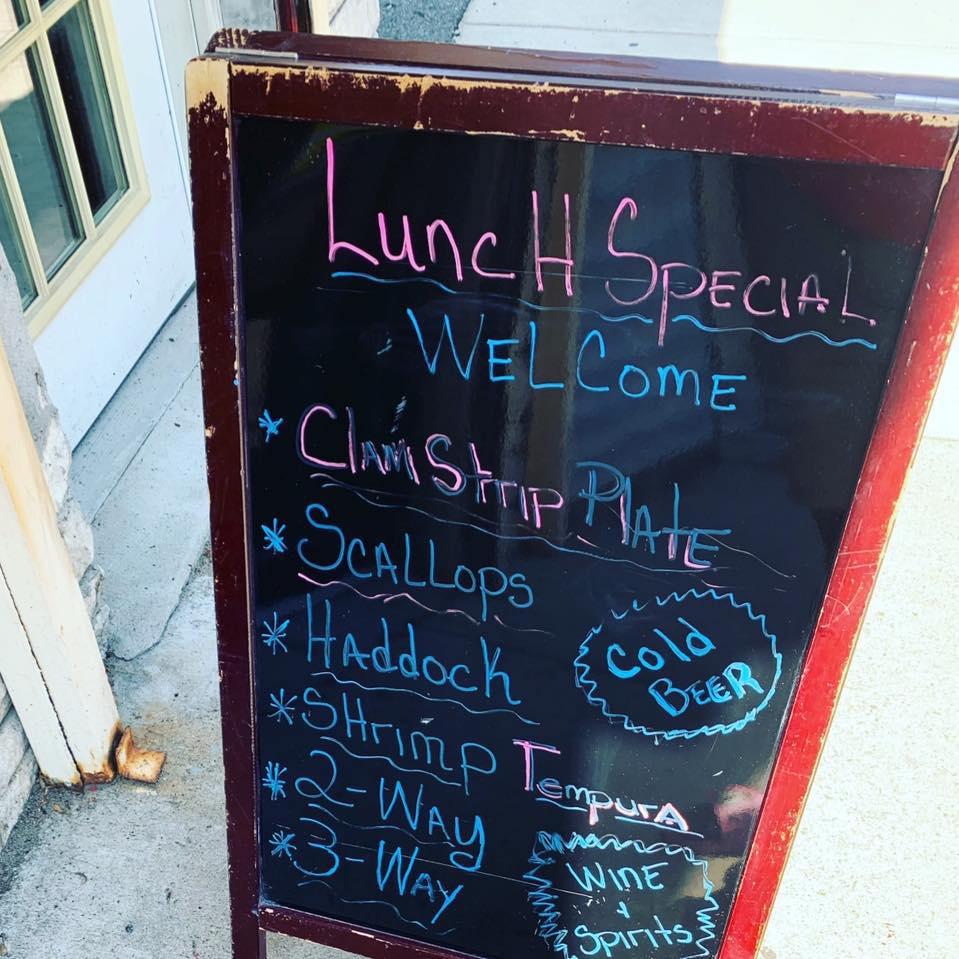 Lunch Special
Welcome
* Clam Strip Plate
* Scallops
* Haddock
Cold
Beer
* Shrimp Tempura
* 2-Way
* 3-Way
Wine
+
Spirits